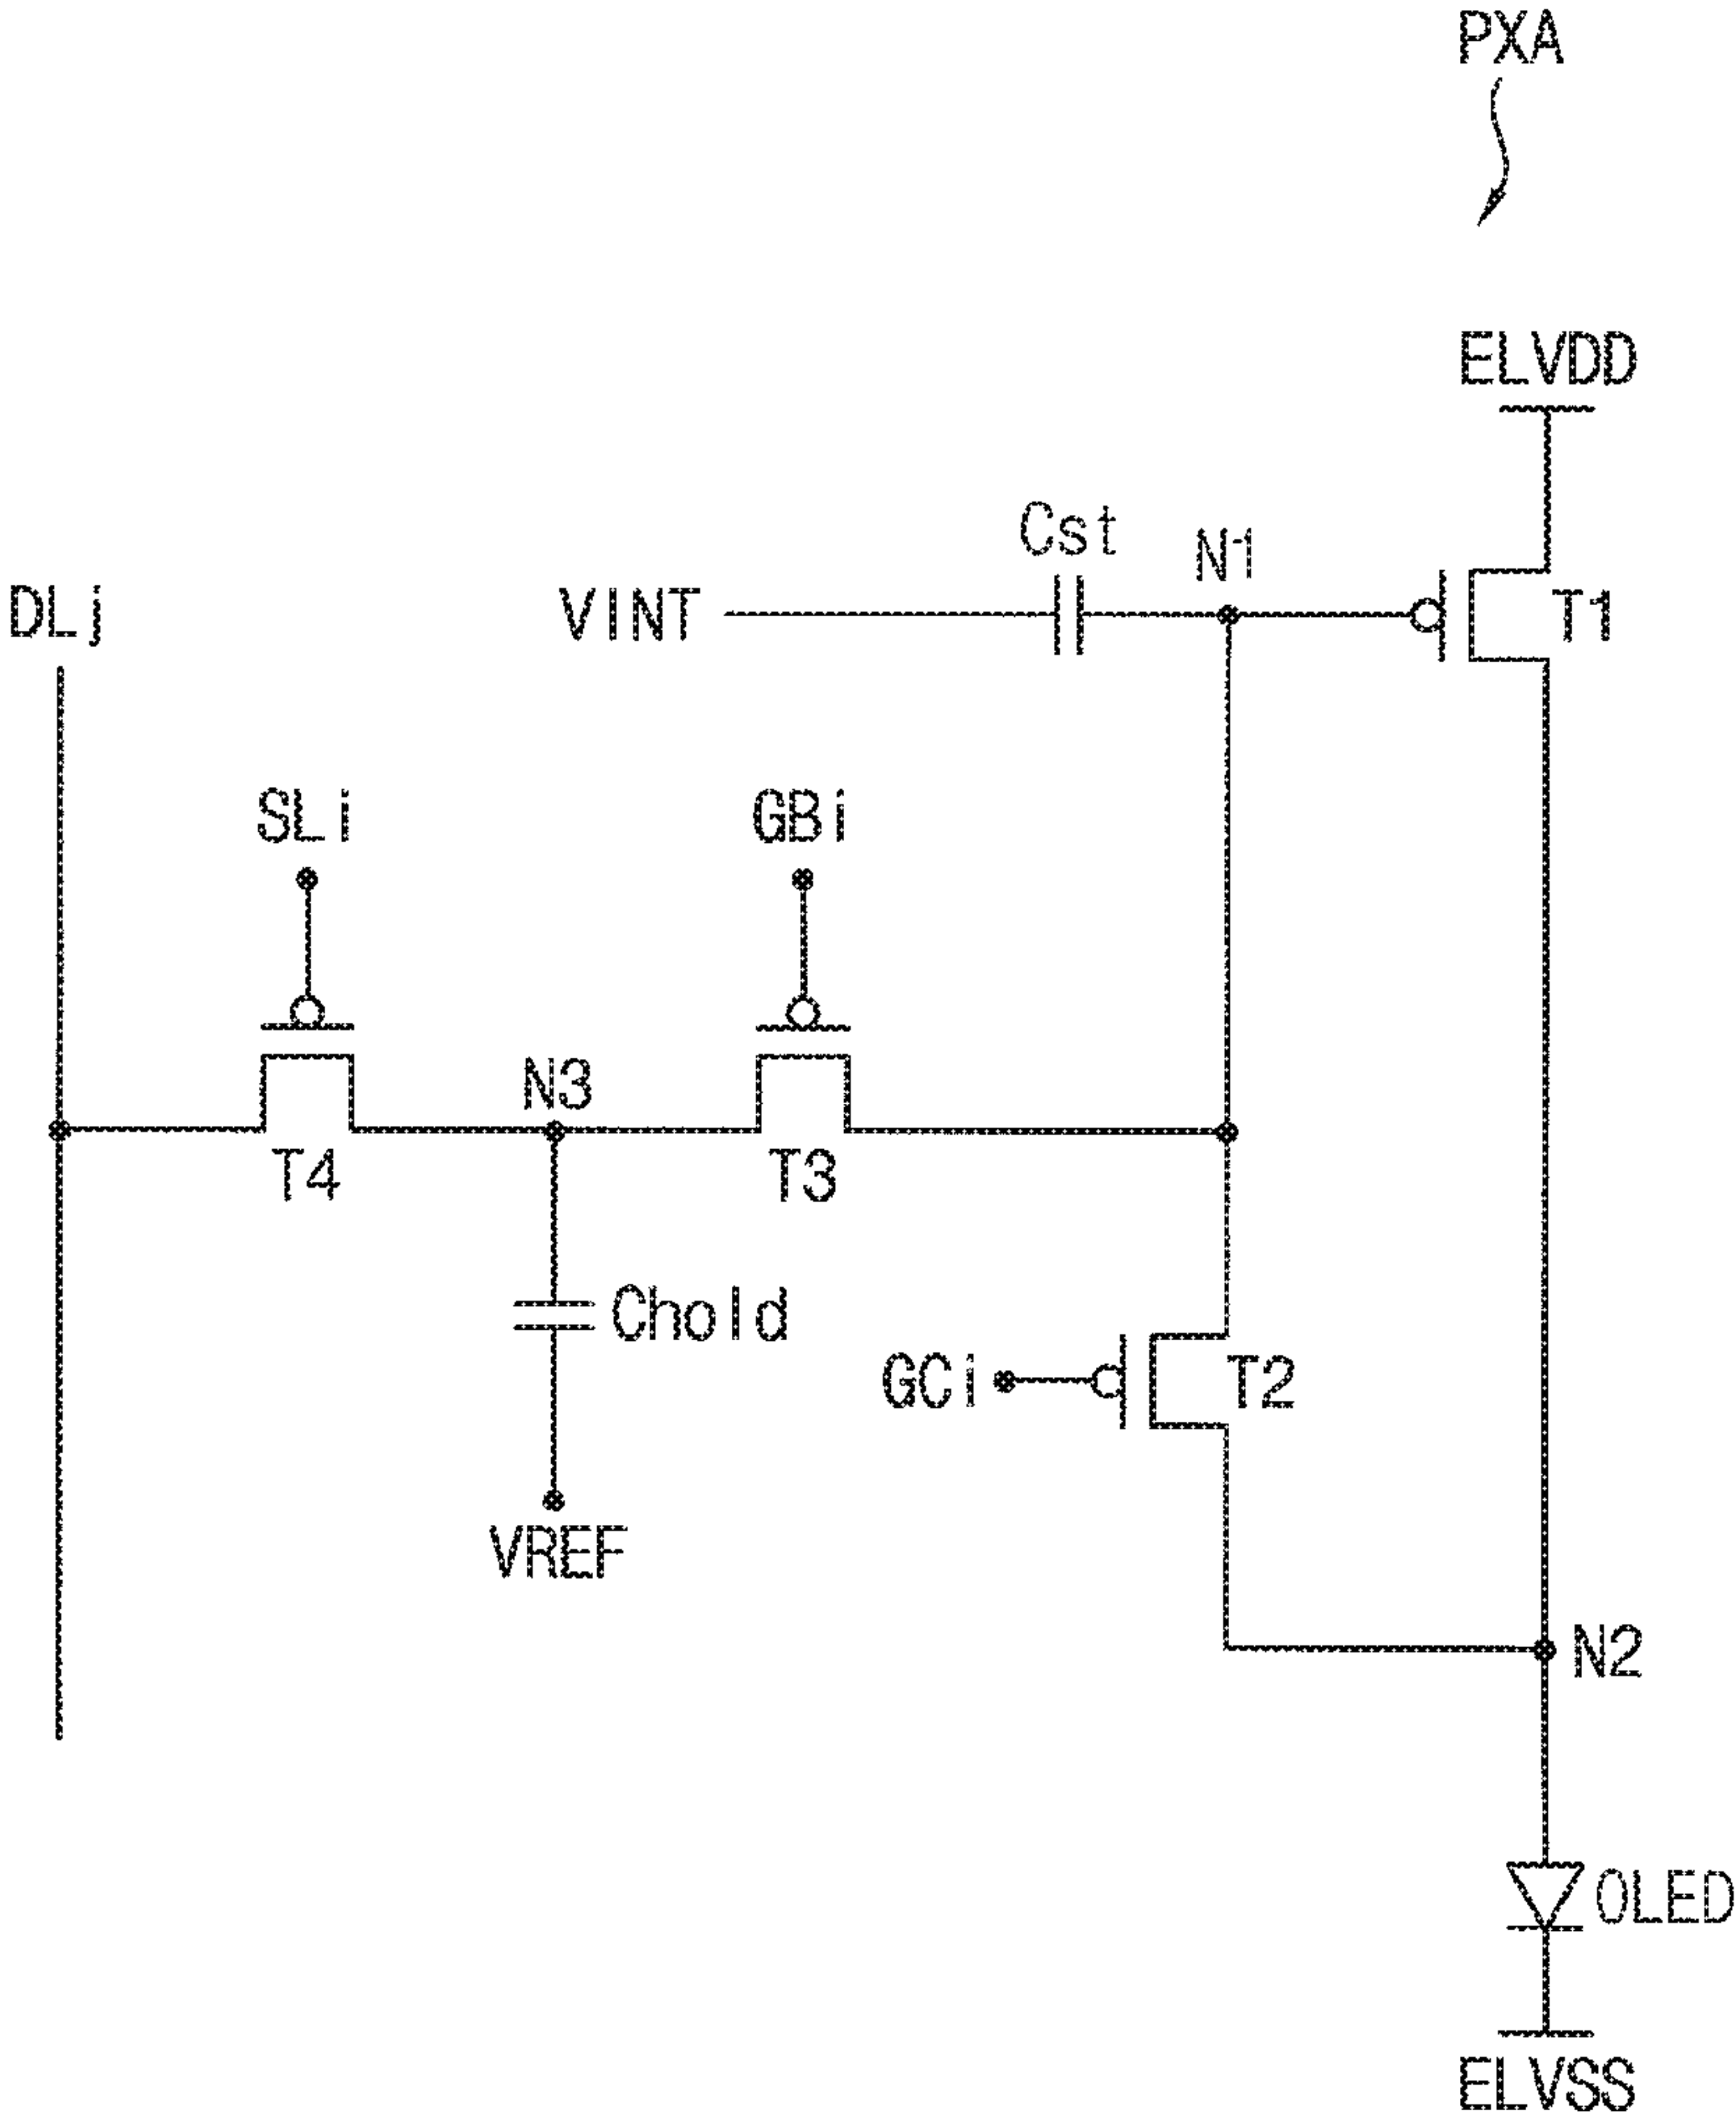 PXA
ELVDD
Cst
N1
DLj
VINT
T1
SLi
GBi
N3
T4
T3
Chold
GCi
T2
VREF
N2
OLED
ELVSS